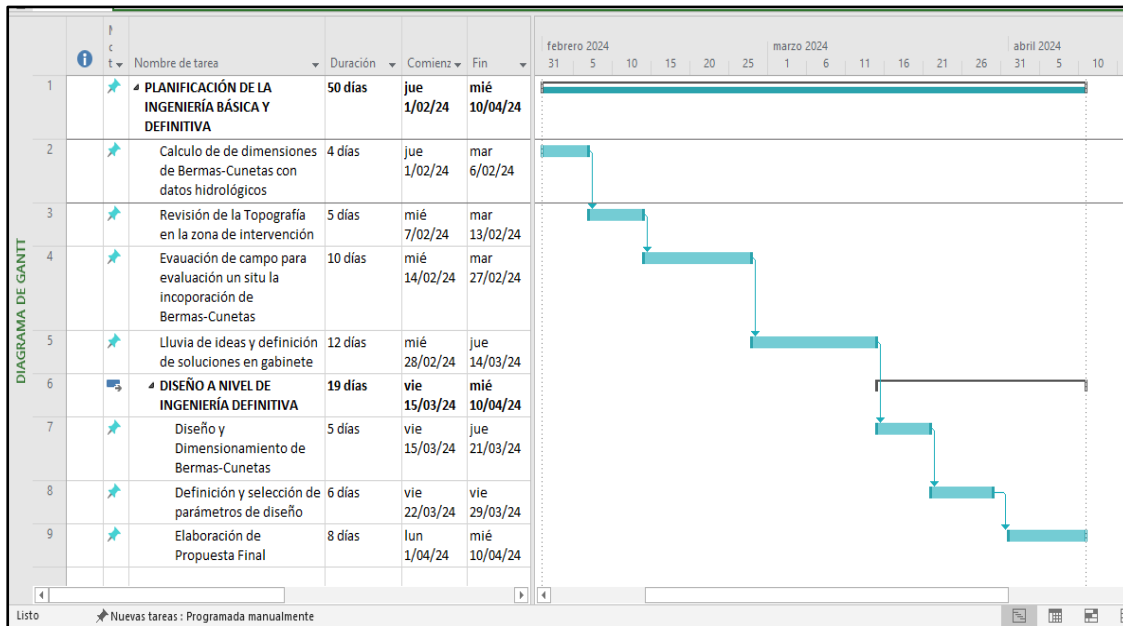 febrero 2024 marzo 2024 abril 2024
Nombre de tarea Duración Comienz Fin 31 5 10 15 20 25 1 6 11 16 21 26 31 5 10
1 PLANIFICACIÓN DE LA 50 días jue mié
INGENIERÍA BÁSICA Y 1/02/24 10/04/24
DEFINITIVA
2 Calculo de de dimensiones 4 días jue mar
de Bermas-Cunetas con 1/02/24 6/02/24
datos hidrológicos
3 Revisión de la Topografía 5 días mié mar
en la zona de intervención 7/02/24 13/02/24
4 Evauación de campo para 10 días mié mar
evaluación un situ la 14/02/24 27/02/24
incoporación de
Bermas-Cunetas
5 Lluvia de ideas y definición 12 días mié jue
de soluciones en gabinete 28/02/24 14/03/24
6 DISEÑO A NIVEL DE 19 días vie mié
INGENIERÍA DEFINITIVA 15/03/24 10/04/24
7 Diseño y 5 días vie jue
Dimensionamiento de 15/03/24 21/03/24
Bermas-Cunetas
8 Definición y selección de 6 días vie vie
parámetros de diseño 22/03/24 29/03/24
9 Elaboración de 8 días lun mié
Propuesta Final 1/04/24 10/04/24
DIAGRAMA DE GANTT
Listo Nuevas tareas : Programada manualmente